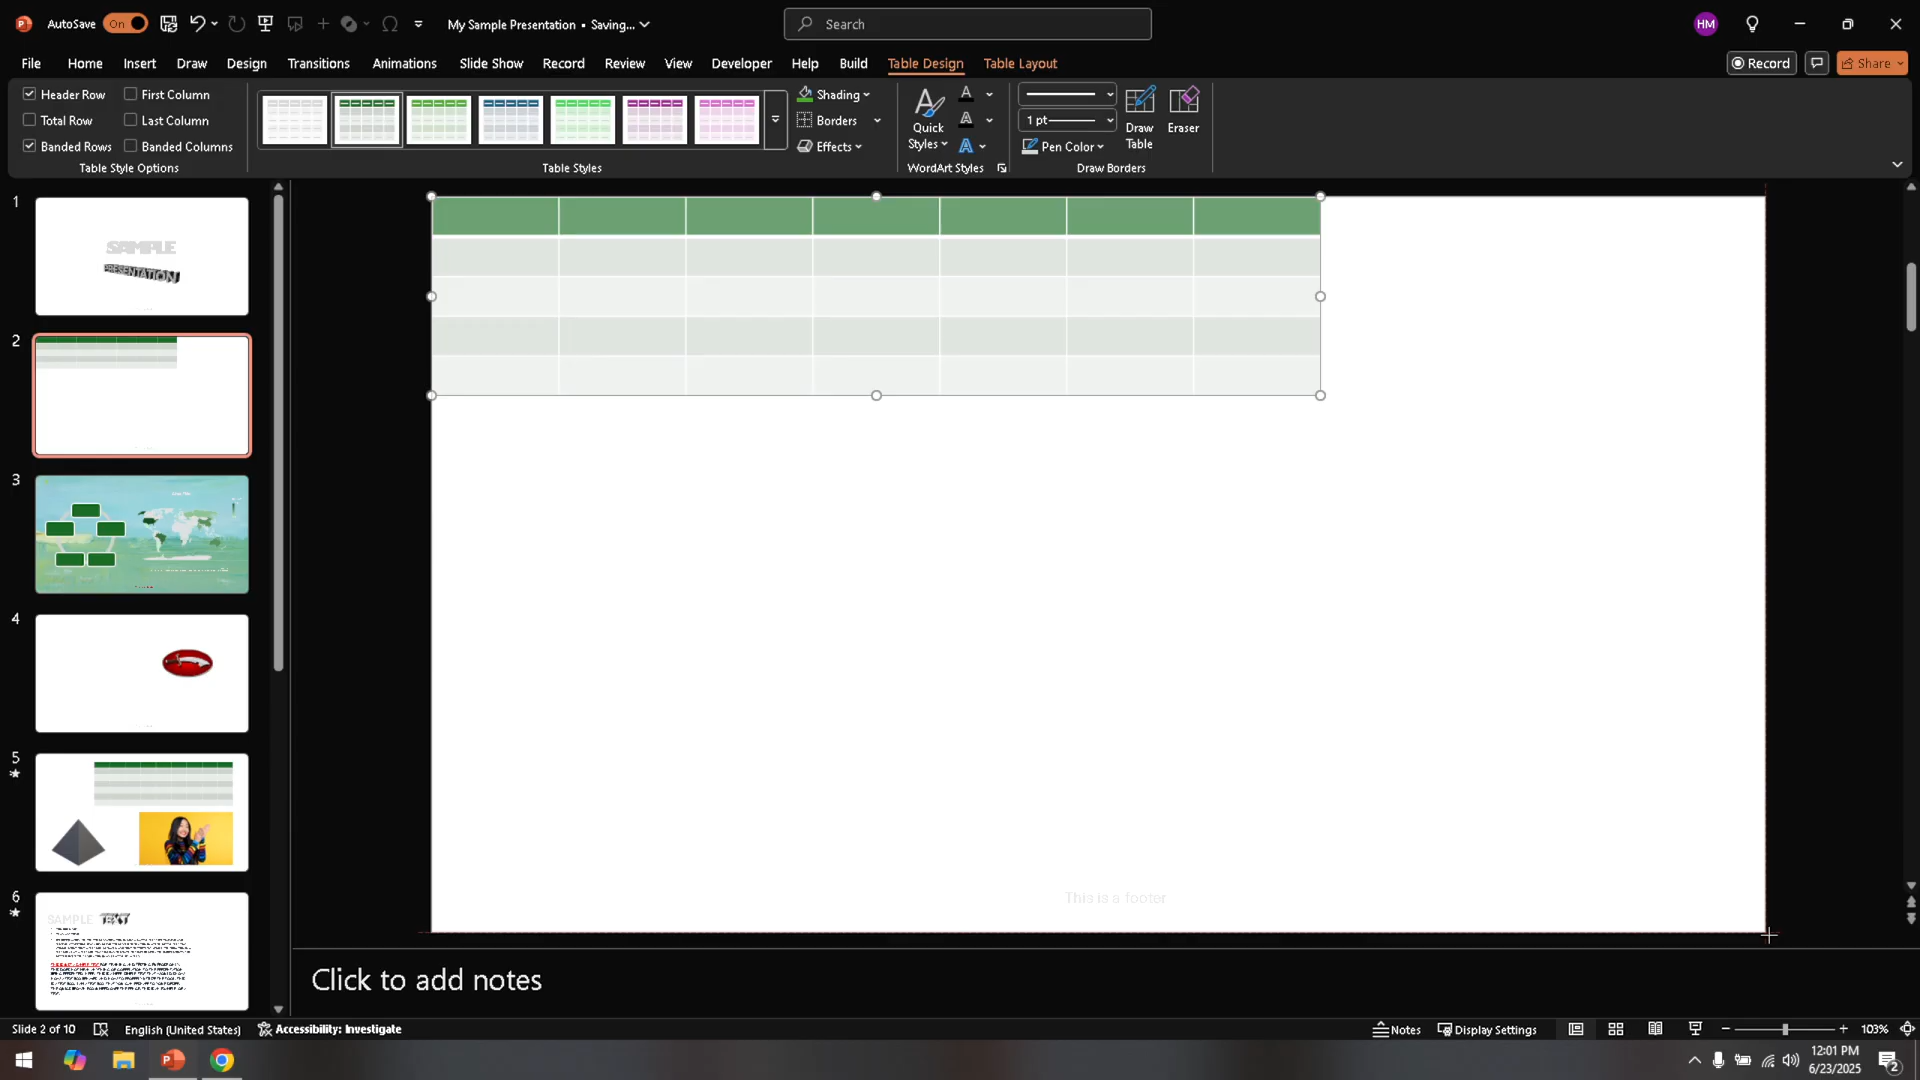 AutoSave On My Sample Presentation • Saving... Search HM
File Home Insert Draw Design Transitions Animations Slide Show Record Review View Developer Help Build Table Design Table Layout Record Share
Header Row First Column Shading
Total Row Last Column Borders 1 pt
Banded Rows Banded Columns Effects Quick Styles Pen Color Draw Table Eraser
Table Style Options Table Styles WordArt Styles Draw Borders
1
SAMPLE
PRESENTATION
2
3
4
5
6
SAMPLE TEXT
This is a footer
Click to add notes
Slide 2 of 10 English (United States) Accessibility: Investigate Notes Display Settings 103%
12:01 PM
6/23/2025
2